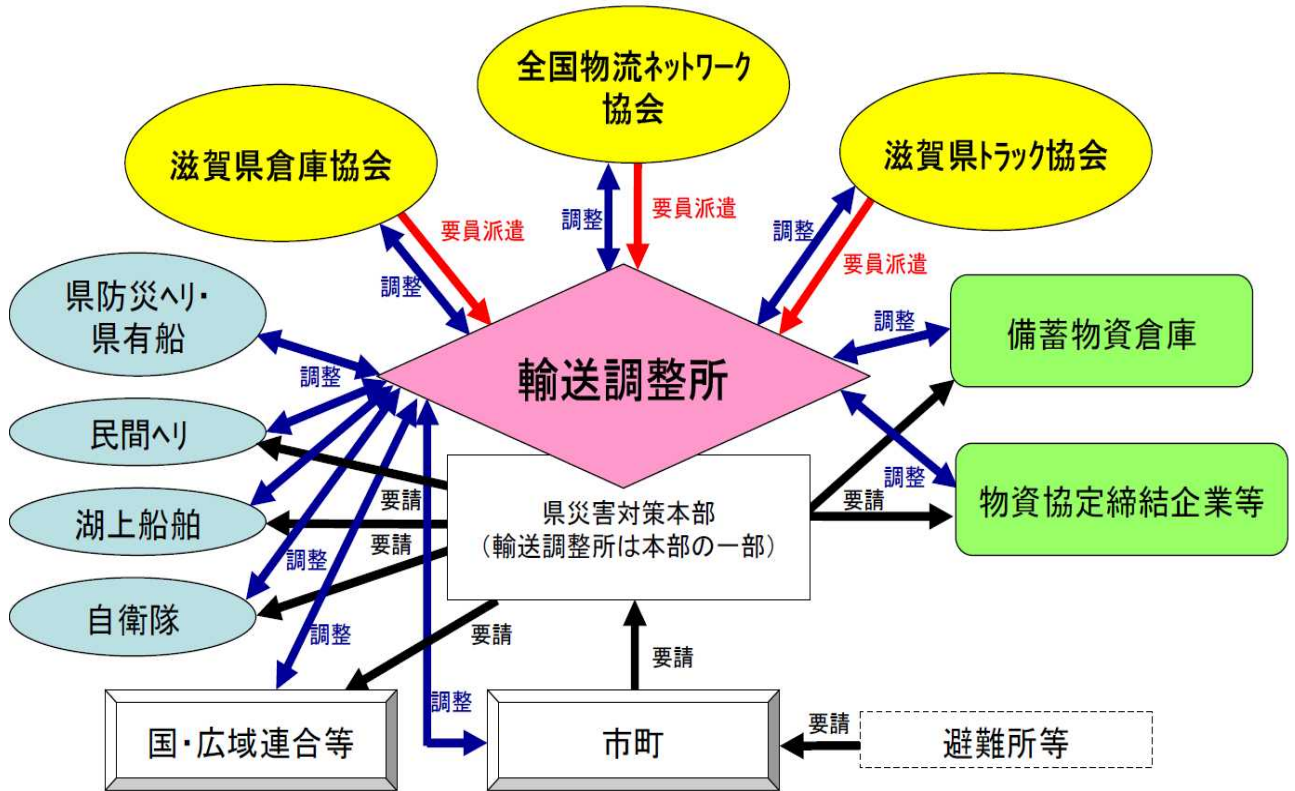 全国物流ネットワーク
協会
滋賀県倉庫協会
滋賀県トラック協会
要員派遣
調整
調整
要員派遣
調整
要員派遣
調整
県防災ヘリ・
県有船
輸送調整所
調整
備蓄物資倉庫
調整
民間ヘリ
調整
要請
要請
物資協定締結企業等
湖上船舶
県災害対策本部
（輸送調整所は本部の一部）
要請
調整
自衛隊
調整
要請
要請
調整
要請
国・広域連合等
市町
避難所等